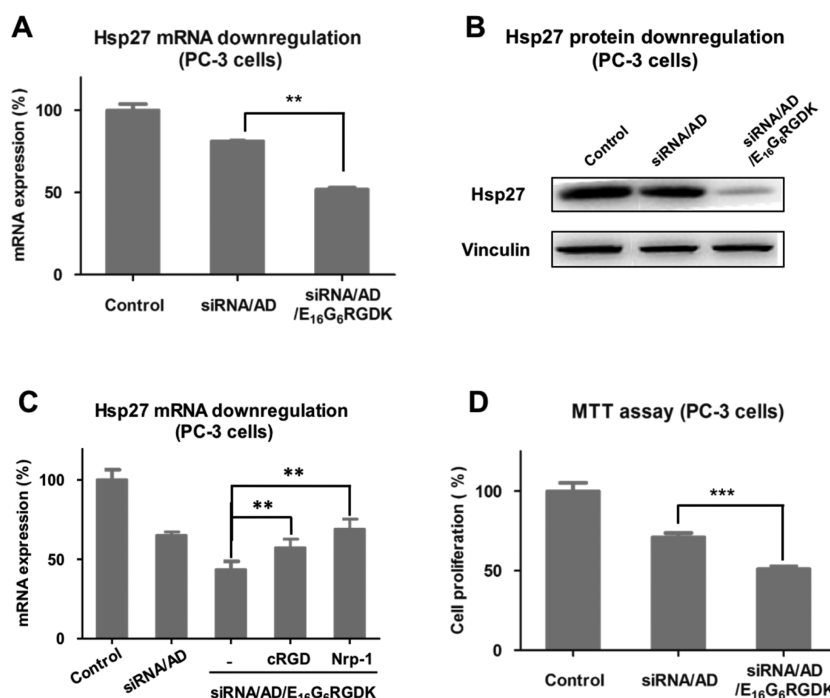 A
Hsp27 mRNA downregulation
(PC-3 cells)
mRNA expression (%)
100
50
0
**
Control
siRNA/AD
siRNA/AD
/E₁₆G₆RGDK
B
Hsp27 protein downregulation
(PC-3 cells)
Control
siRNA/AD
siRNA/AD
/E₁₆G₆RGDK
Hsp27
Vinculin
C
Hsp27 mRNA downregulation
(PC-3 cells)
mRNA expression (%)
100
50
0
**
**
Control
siRNA/AD
-
cRGD
Nrp-1
siRNA/AD/E₁₆G₆RGDK
D
MTT assay (PC-3 cells)
Cell proliferation ( %)
100
50
0
***
Control
siRNA/AD
siRNA/AD
/E₁₆G₆RGDK